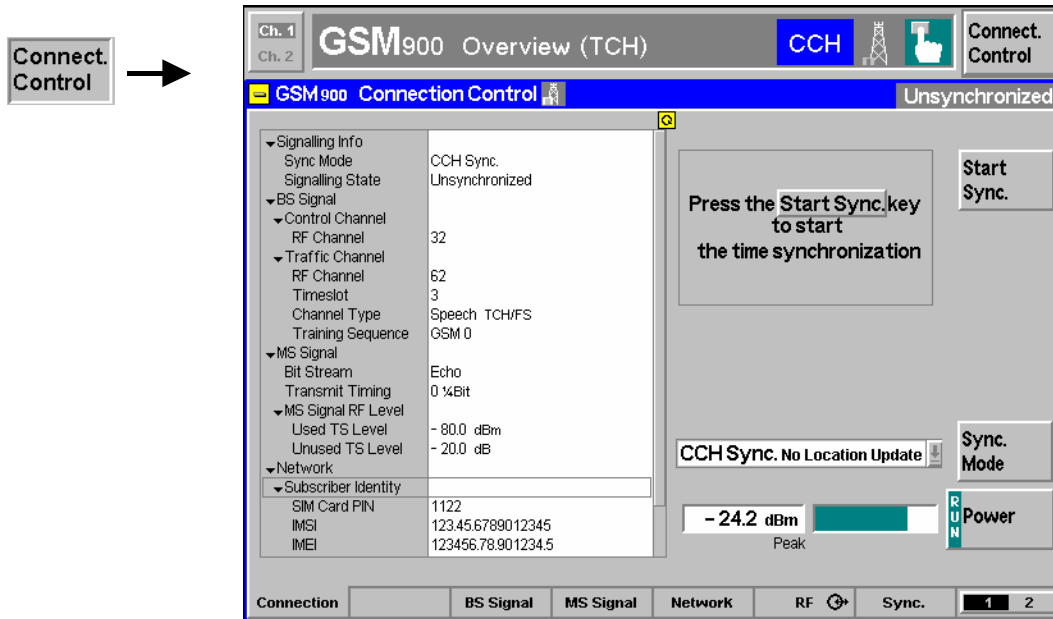 Connect.
Control
Ch. 1
Ch. 2
GSM900 Overview (TCH)
CCH
Connect.
Control
GSM900 Connection Control
Unsynchronized
Signalling Info
Sync Mode CCH Sync.
Signalling State Unsynchronized
BS Signal
Control Channel
RF Channel 32
Traffic Channel
RF Channel 62
Timeslot 3
Channel Type Speech TCH/FS
Training Sequence GSM 0
MS Signal
Bit Stream Echo
Transmit Timing 0 ¼Bit
MS Signal RF Level
Used TS Level - 80.0 dBm
Unused TS Level - 20.0 dB
Network
Subscriber Identity
SIM Card PIN 1122
IMSI 123.45.6789012345
IMEI 123456.78.901234.5
Press the Start Sync. key
to start
the time synchronization
Start
Sync.
CCH Sync. No Location Update
Sync.
Mode
- 24.2 dBm
Peak
RUN
Power
Connection BS Signal MS Signal Network RF Sync. 1 2